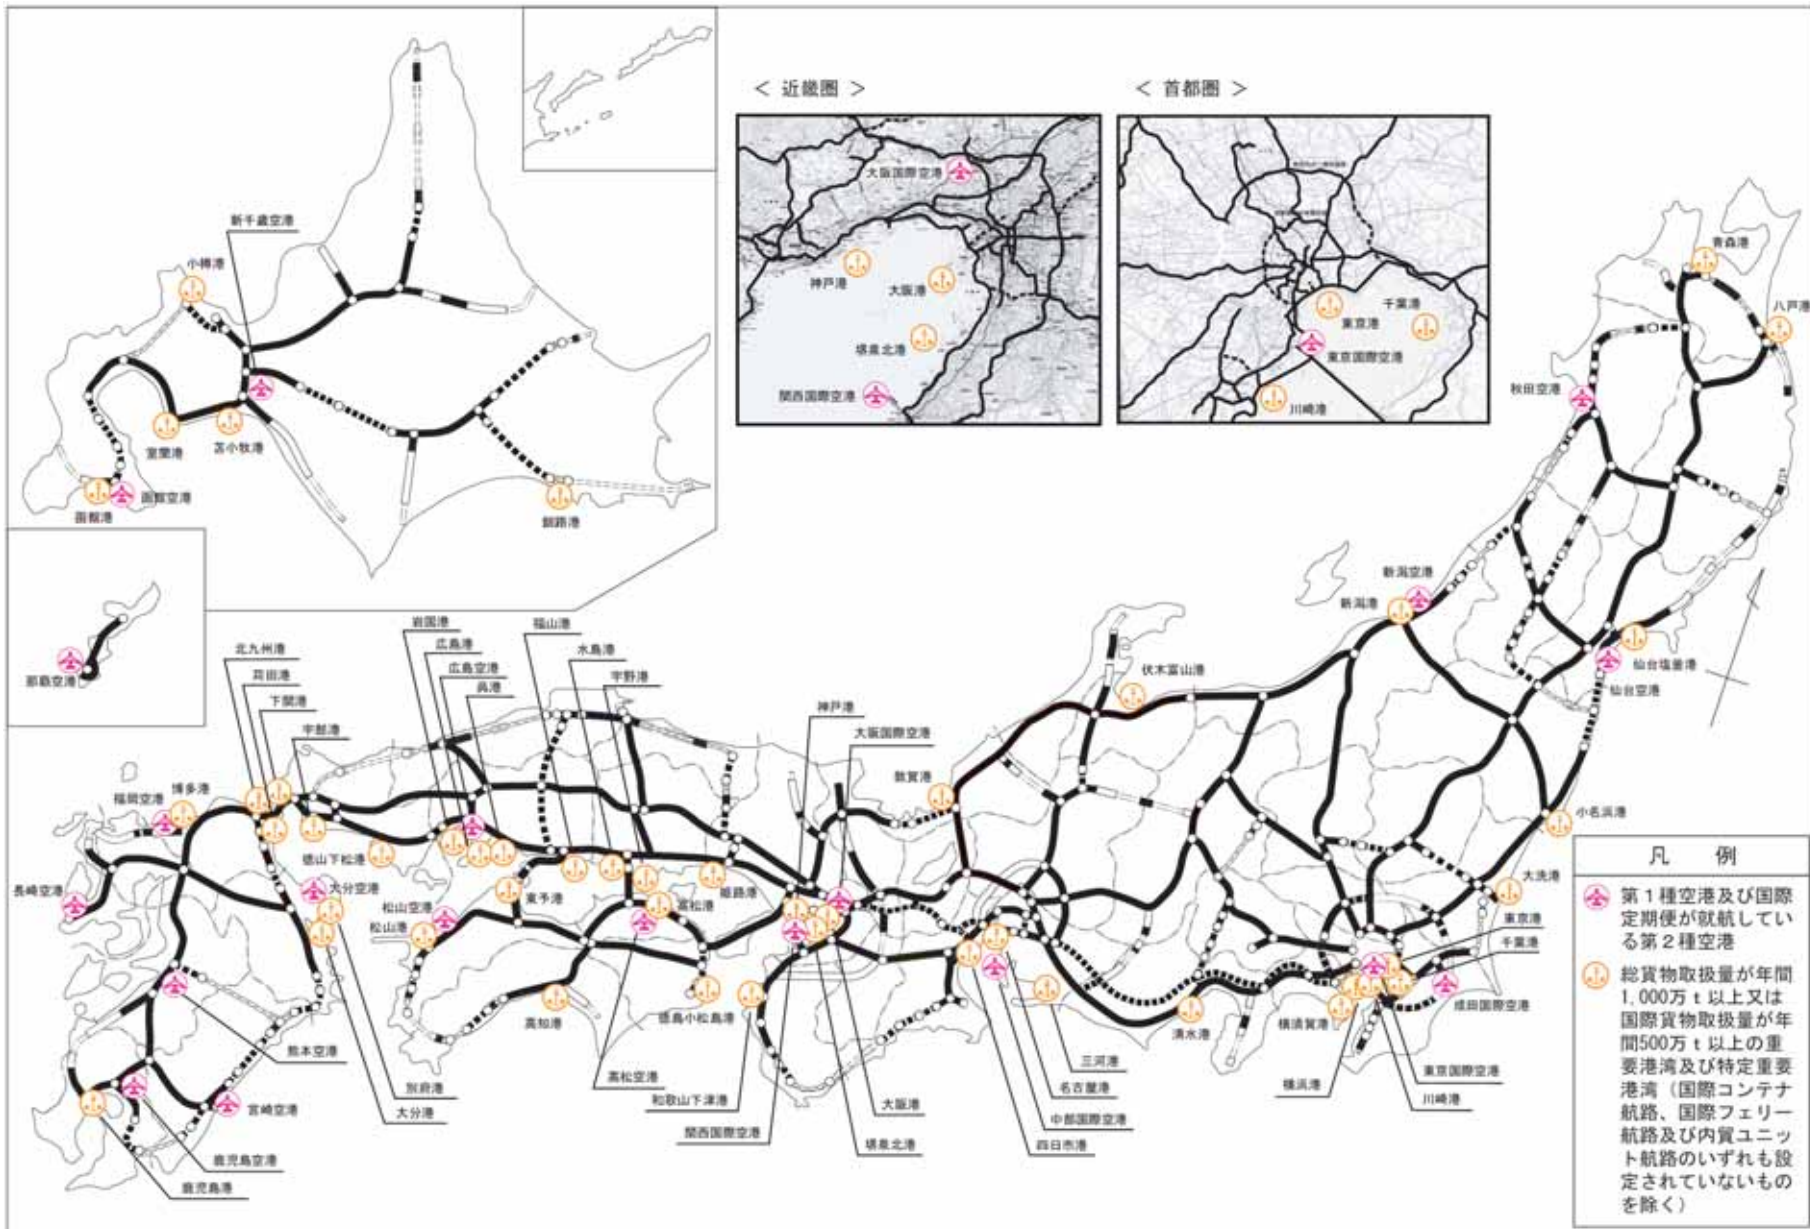 新千歳空港
小樽港
室蘭港
苫小牧港
函館空港
函館港
釧路港
那覇空港
＜ 近畿圏 ＞
大阪国際空港
神戸港
大阪港
堺泉北港
関西国際空港
＜ 首都圏 ＞
東京港
千葉港
東京国際空港
川崎港
青森港
八戸港
秋田空港
新潟空港
新潟港
仙台塩釜港
仙台空港
伏木富山港
敦賀港
小名浜港
大洗港
東京港
千葉港
成田国際空港
東京国際空港
川崎港
横浜港
横須賀港
清水港
三河港
名古屋港
中部国際空港
四日市港
神戸港
大阪国際空港
大阪港
堺泉北港
関西国際空港
和歌山下津港
姫路港
岩国港
広島港
広島空港
呉港
福山港
水島港
宇野港
北九州港
苅田港
下関港
宇部港
徳山下松港
東予港
松山空港
松山港
高松港
高松空港
高知港
徳島小松島港
福岡空港
博多港
長崎空港
大分空港
別府港
大分港
熊本空港
宮崎空港
鹿児島空港
鹿児島港
凡　例
第１種空港及び国際
定期便が就航してい
る第２種空港
総貨物取扱量が年間
1,000万ｔ以上又は
国際貨物取扱量が年
間500万ｔ以上の重
要港湾及び特定重要
港湾（国際コンテナ
航路、国際フェリー
航路及び内貿ユニッ
ト航路のいずれも設
定されていないもの
を除く）